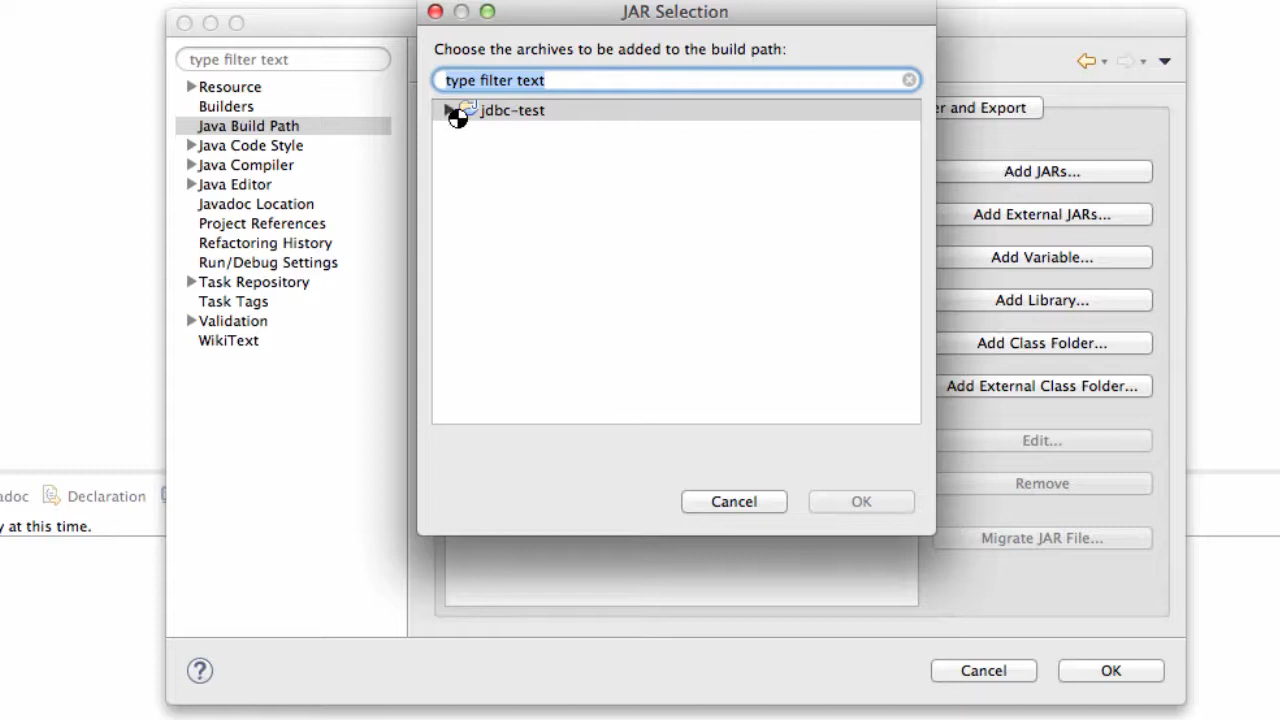 JAR Selection
Choose the archives to be added to the build path:
type filter text
jdbc-test
Cancel
OK
type filter text
Resource
Builders
Java Build Path
Java Code Style
Java Compiler
Java Editor
Javadoc Location
Project References
Refactoring History
Run/Debug Settings
Task Repository
Task Tags
Validation
WikiText
er and Export
Add JARs...
Add External JARs...
Add Variable...
Add Library...
Add Class Folder...
Add External Class Folder...
Edit...
Remove
Migrate JAR File...
adoc
Declaration
y at this time.
?
Cancel
OK